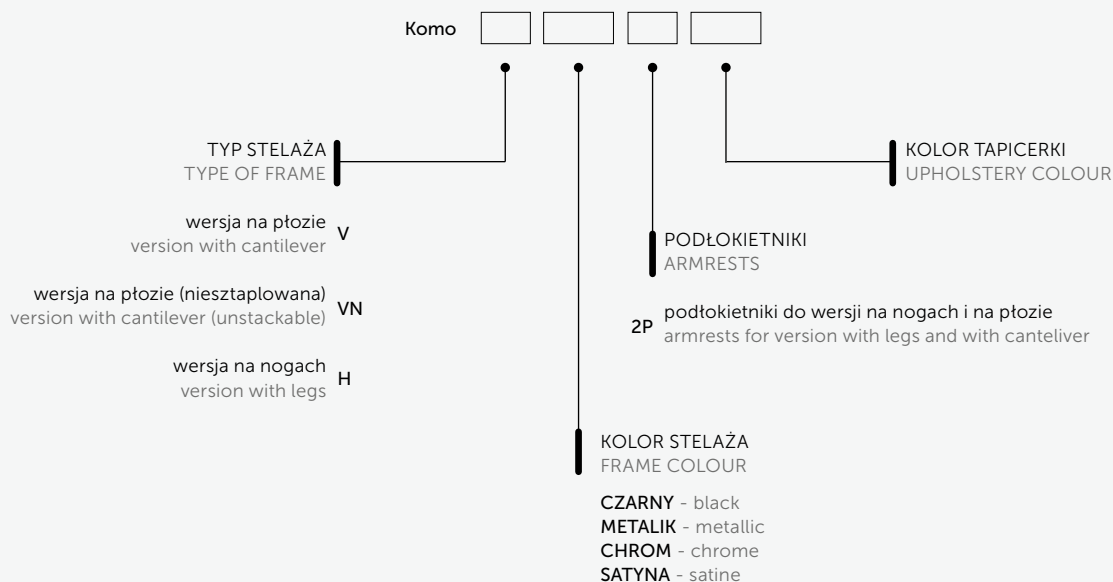 Komo
TYP STELAŻA
TYPE OF FRAME
wersja na płozie
version with cantilever
V
wersja na płozie (niesztaplowana)
version with cantilever (unstackable)
VN
wersja na nogach
version with legs
H
KOLOR STELAŻA
FRAME COLOUR
CZARNY - black
METALIK - metallic
CHROM - chrome
SATYNA - satine
PODŁOKIETNIKI
ARMRESTS
2P
podłokietniki do wersji na nogach i na płozie
armrests for version with legs and with canteliver
KOLOR TAPICERKI
UPHOLSTERY COLOUR